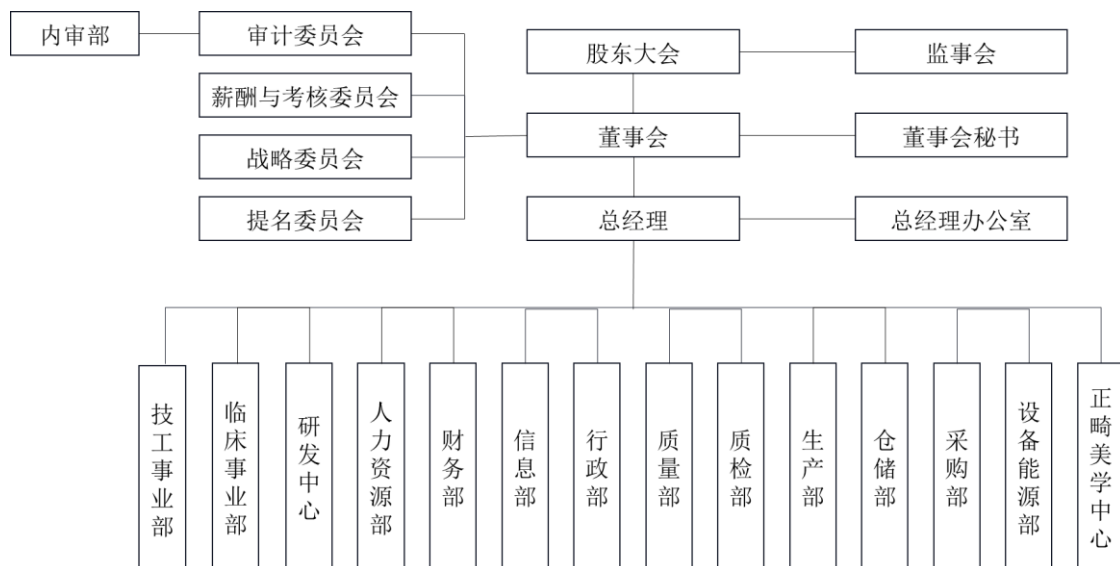 内审部
审计委员会
股东大会
监事会
薪酬与考核委员会
董事会
董事会秘书
战略委员会
提名委员会
总经理
总经理办公室
技工事业部
临床事业部
研发中心
人力资源部
财务部
信息部
行政部
质量部
质检部
生产部
仓储部
采购部
设备能源部
正畸美学中心